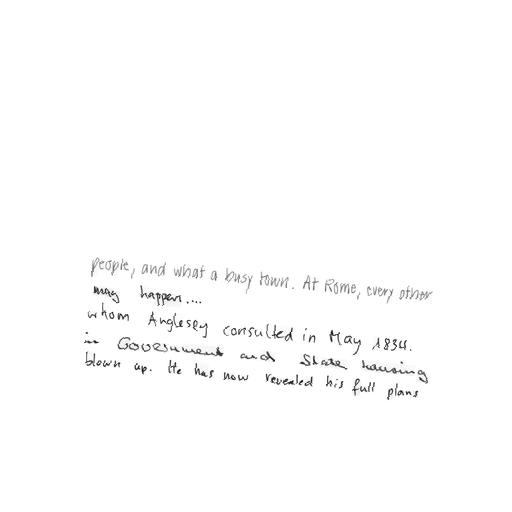 people, and what a busy town. At Rome, every other
may happen....
whom Anglesey consulted in May 1834.
in Government and State housing
blown up. He has now revealed his full plans